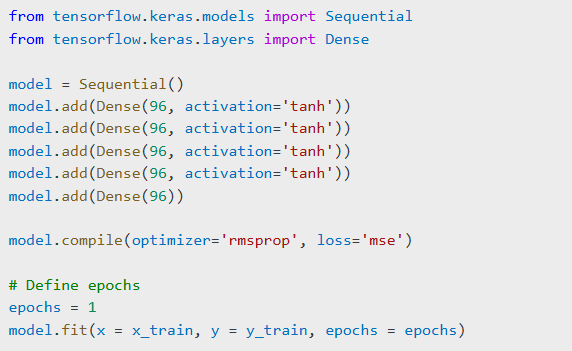 from tensorflow.keras.models import Sequential
from tensorflow.keras.layers import Dense

model = Sequential()
model.add(Dense(96, activation='tanh'))
model.add(Dense(96, activation='tanh'))
model.add(Dense(96, activation='tanh'))
model.add(Dense(96, activation='tanh'))
model.add(Dense(96))

model.compile(optimizer='rmsprop', loss='mse')

# Define epochs
epochs = 1
model.fit(x = x_train, y = y_train, epochs = epochs)